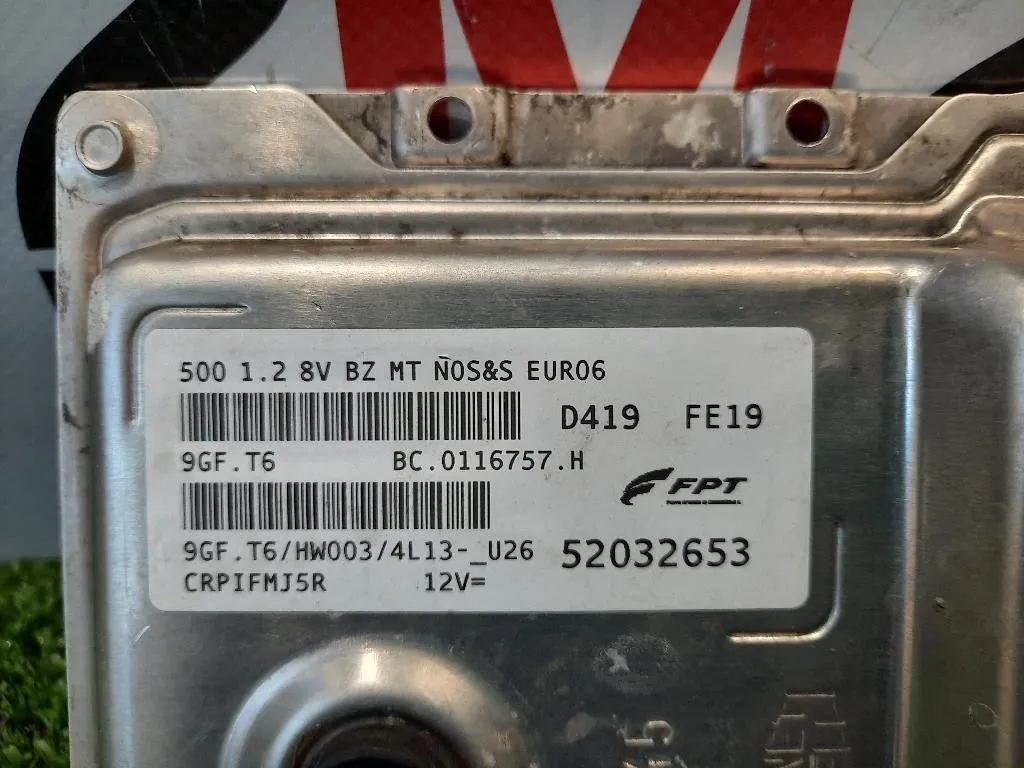 500 1.2 8V BZ MT NOS&S EURO6
D419 FE19
9GF.T6 BC.0116757.H
FPT
9GF.T6/HW003/4L13-_U26 52032653
CRPIFMJ5R 12V=